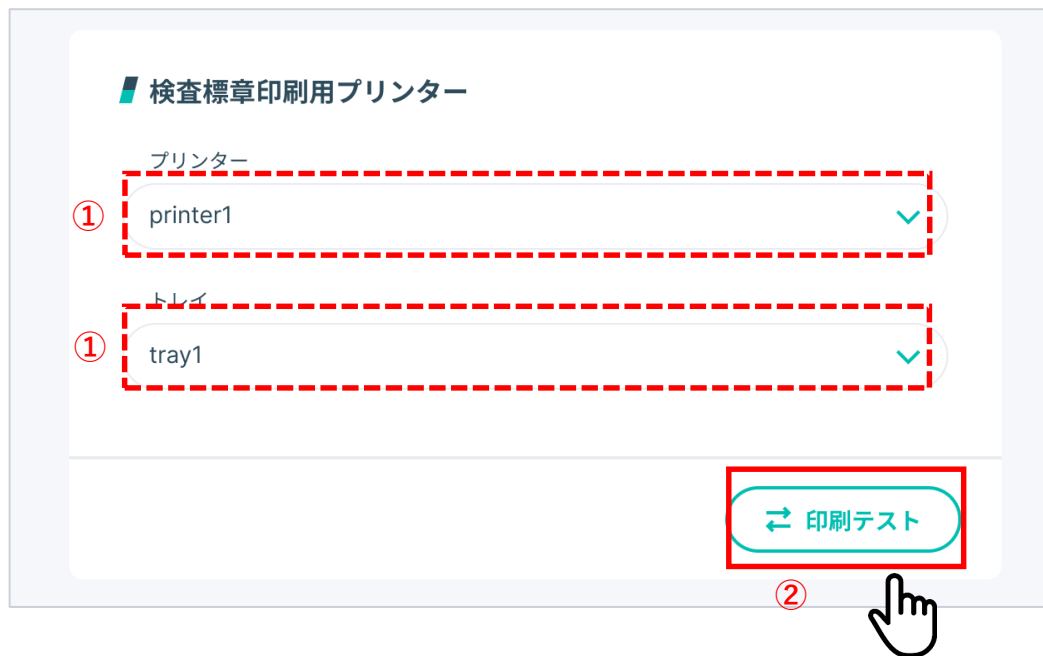 検査標章印刷用プリンター
プリンター
① printer1
トレイ
① tray1
印刷テスト
②